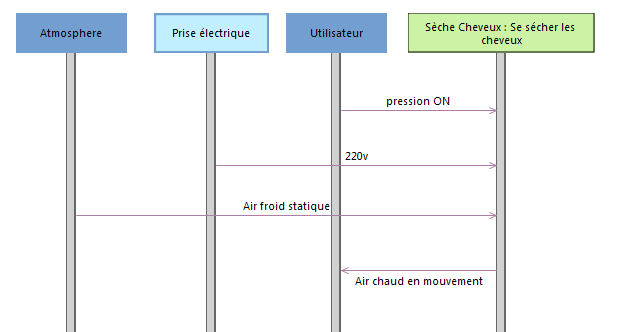 Atmosphere
Prise électrique
Utilisateur
Sèche Cheveux : Se sécher les
cheveux
pression ON
220v
Air froid statique
Air chaud en mouvement